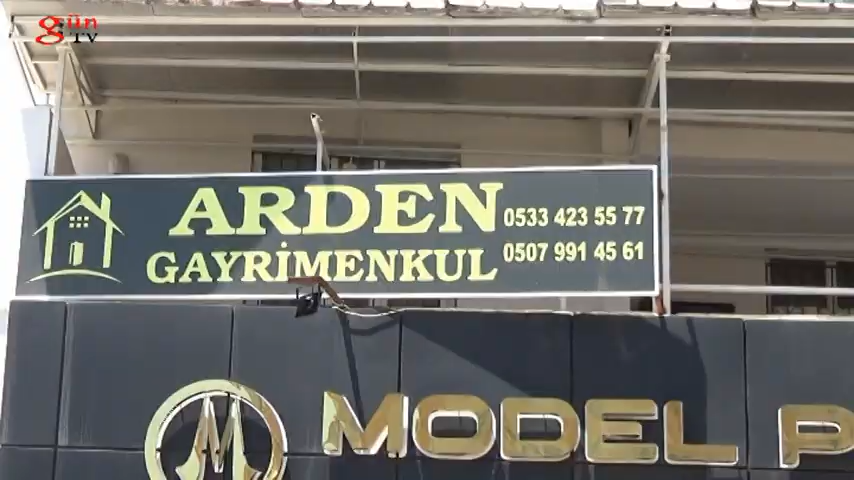 gün TV
ARDEN
GAYRİMENKUL
0533 423 55 77
0507 991 45 61
M MODEL P